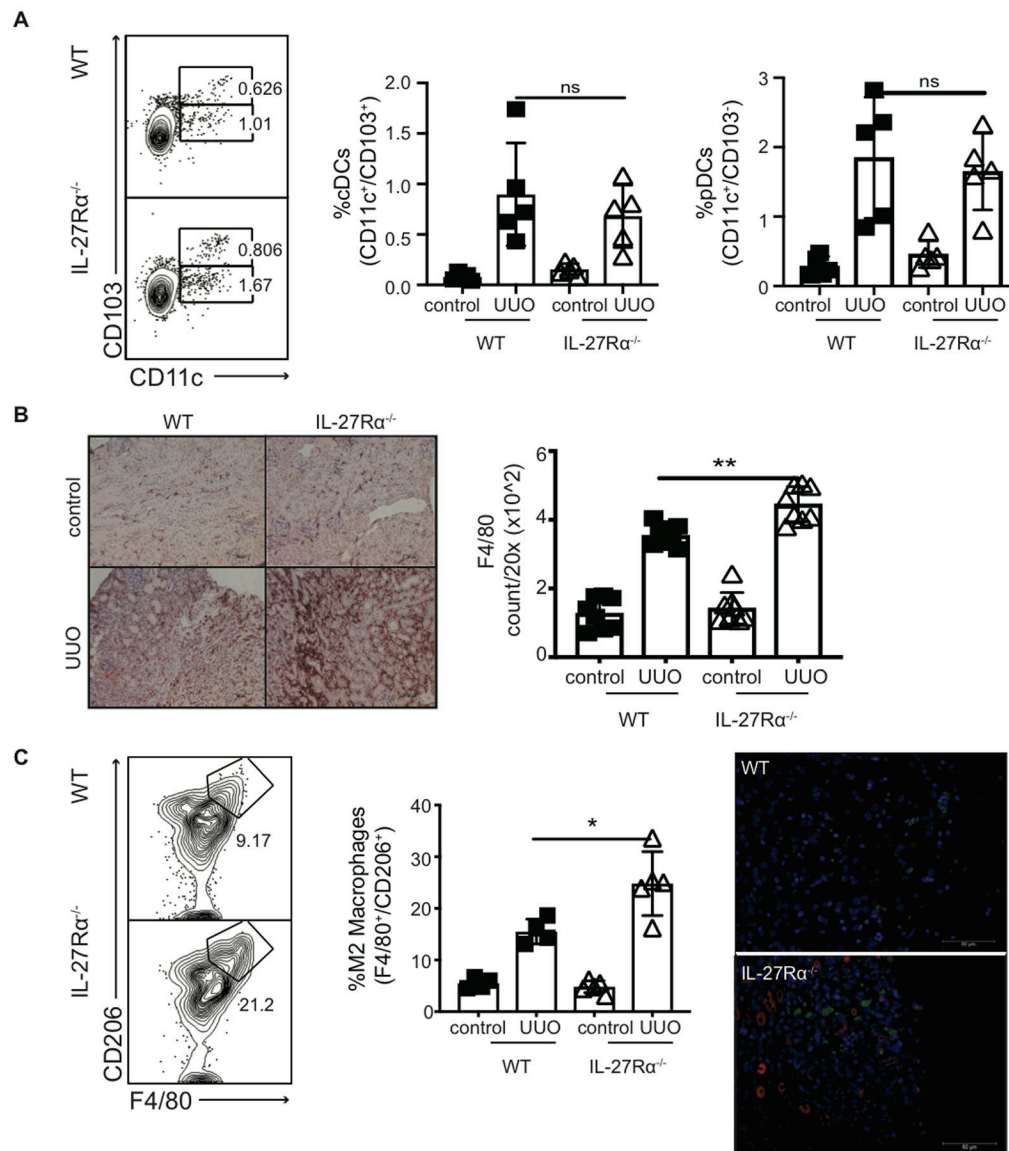 A
WT
IL-27Rα-/-
0.626
1.01
0.806
1.67
CD103
CD11c
%cDCs
(CD11c+/CD103+)
2.0
1.5
1.0
0.5
0.0
ns
control UUO control UUO
WT IL-27Rα-/-
%pDCs
(CD11c+/CD103-)
3
2
1
0
ns
control UUO control UUO
WT IL-27Rα-/-
B
WT IL-27Rα-/-
control
UUO
F4/80
count/20x (x10^2)
6
4
2
0
**
control UUO control UUO
WT IL-27Rα-/-
C
WT
IL-27Rα-/-
9.17
21.2
CD206
F4/80
%M2 Macrophages
(F4/80+/CD206+)
40
30
20
10
0
*
control UUO control UUO
WT IL-27Rα-/-
WT
IL-27Rα-/-
60 µm